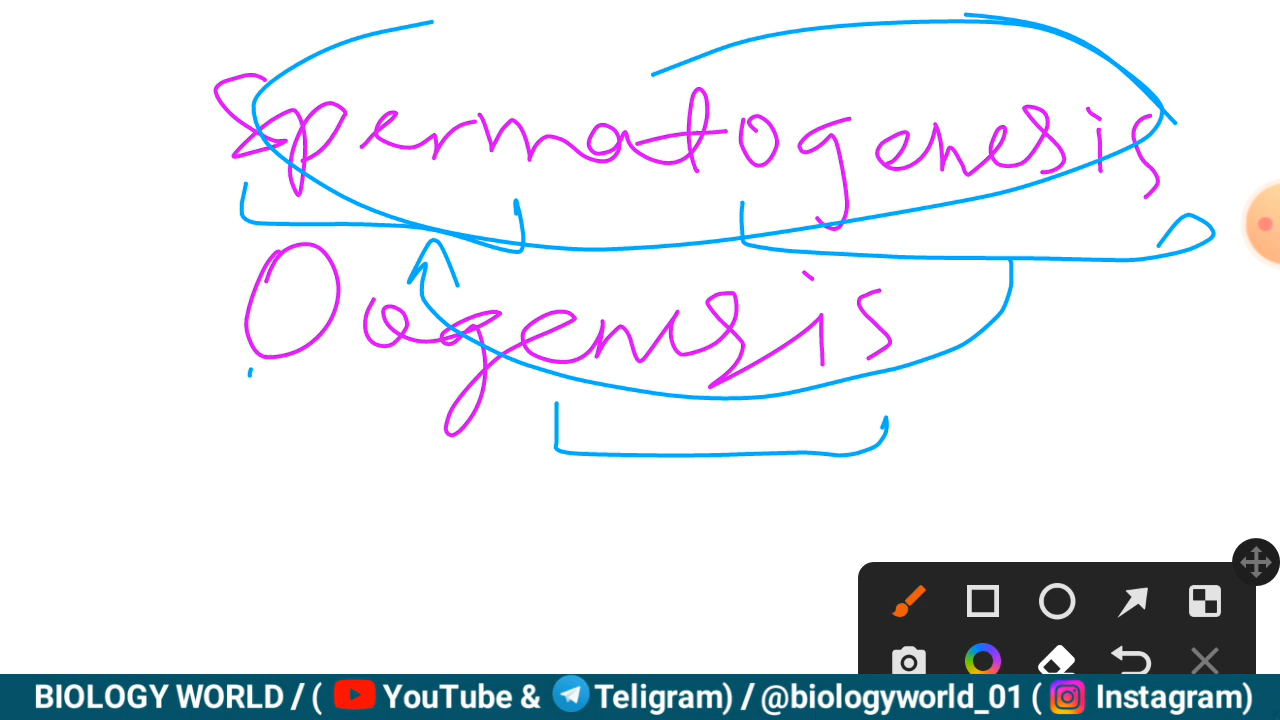 Spermatogenesis
Oogenesis
BIOLOGY WORLD / ( YouTube & Teligram) / @biologyworld_01 ( Instagram)